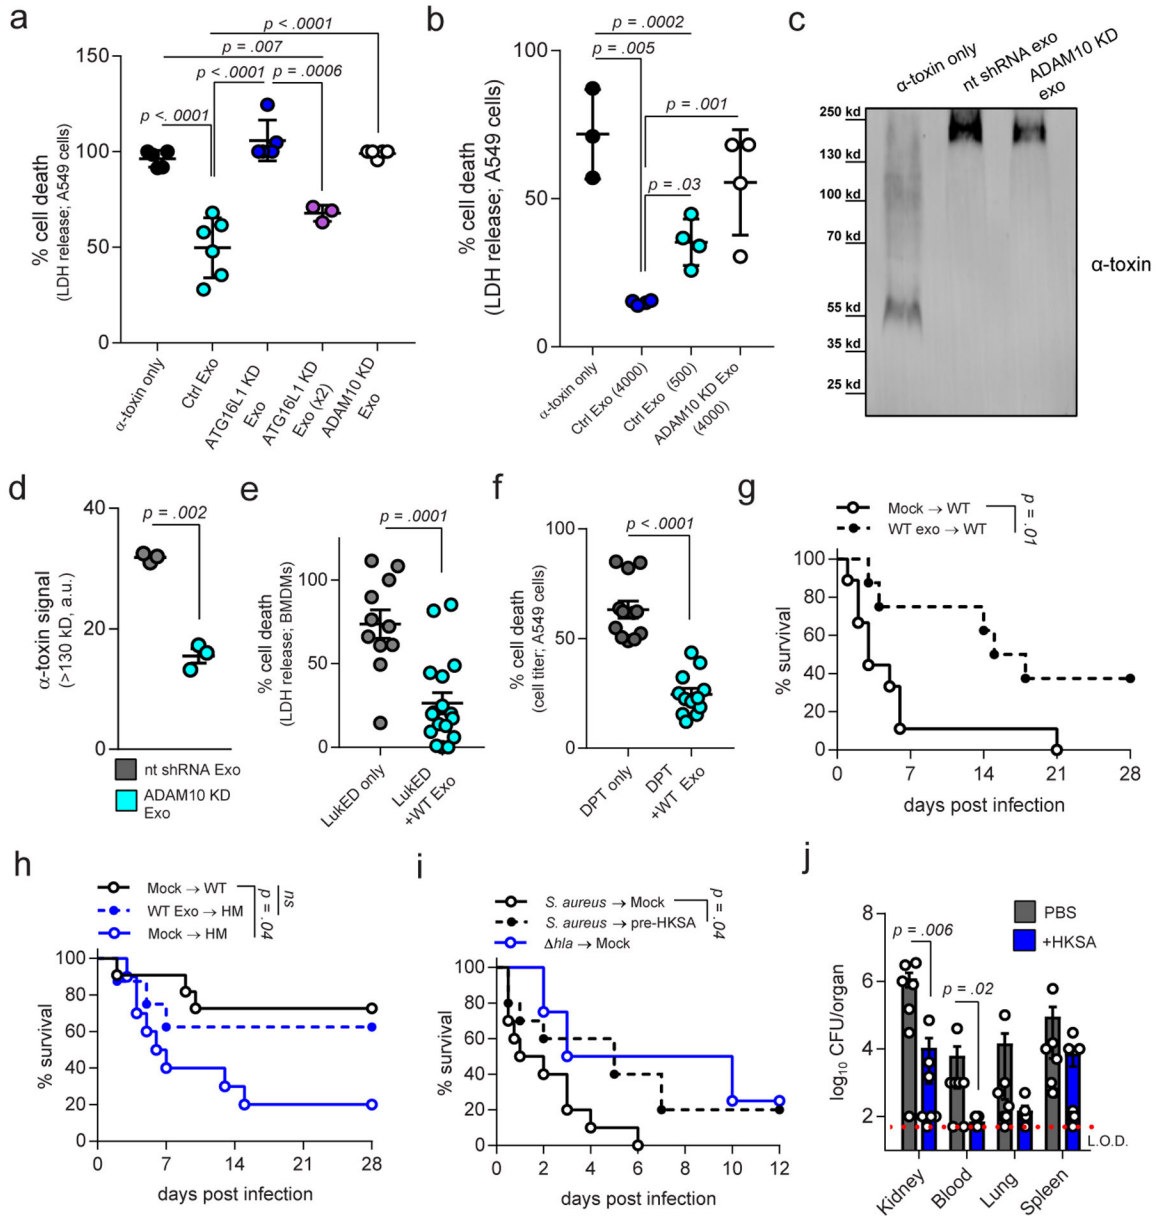 a
p < .0001
p = .007
p < .0001
p = .0006
p <. 0001
150
100
50
0
% cell death
(LDH release; A549 cells)
α-toxin only
Ctrl Exo
ATG16L1 KD
Exo
ATG16L1 KD
Exo (x2)
ADAM10 KD
Exo
b
p = .0002
p = .005
p = .001
p = .03
100
50
0
% cell death
(LDH release; A549 cells)
α-toxin only
Ctrl Exo (4000)
Ctrl Exo (500)
ADAM10 KD Exo
(4000)
c
α-toxin only
nt shRNA exo
ADAM10 KD
exo
250 kd
130 kd
100 kd
70 kd
55 kd
35 kd
25 kd
α-toxin
d
p = .002
40
20
0
α-toxin signal
(>130 kD, a.u.)
nt shRNA Exo
ADAM10 KD
Exo
e
p = .0001
100
50
0
% cell death
(LDH release; BMDMs)
LukED only
LukED
+WT Exo
f
p < .0001
100
50
0
% cell death
(cell titer; A549 cells)
DPT only
DPT
+WT Exo
g
Mock → WT
WT exo → WT
p = .01
100
80
60
40
20
0
% survival
0 7 14 21 28
days post infection
h
Mock → WT
WT Exo → HM
Mock → HM
ns
p = .04
100
80
60
40
20
0
% survival
0 7 14 21 28
days post infection
i
S. aureus → Mock
S. aureus → pre-HKSA
Δhla → Mock
p = .04
100
80
60
40
20
0
% survival
0 2 4 6 8 10 12
days post infection
j
PBS
+HKSA
p = .006
p = .02
8
6
4
2
log10 CFU/organ
L.O.D.
Kidney
Blood
Lung
Spleen